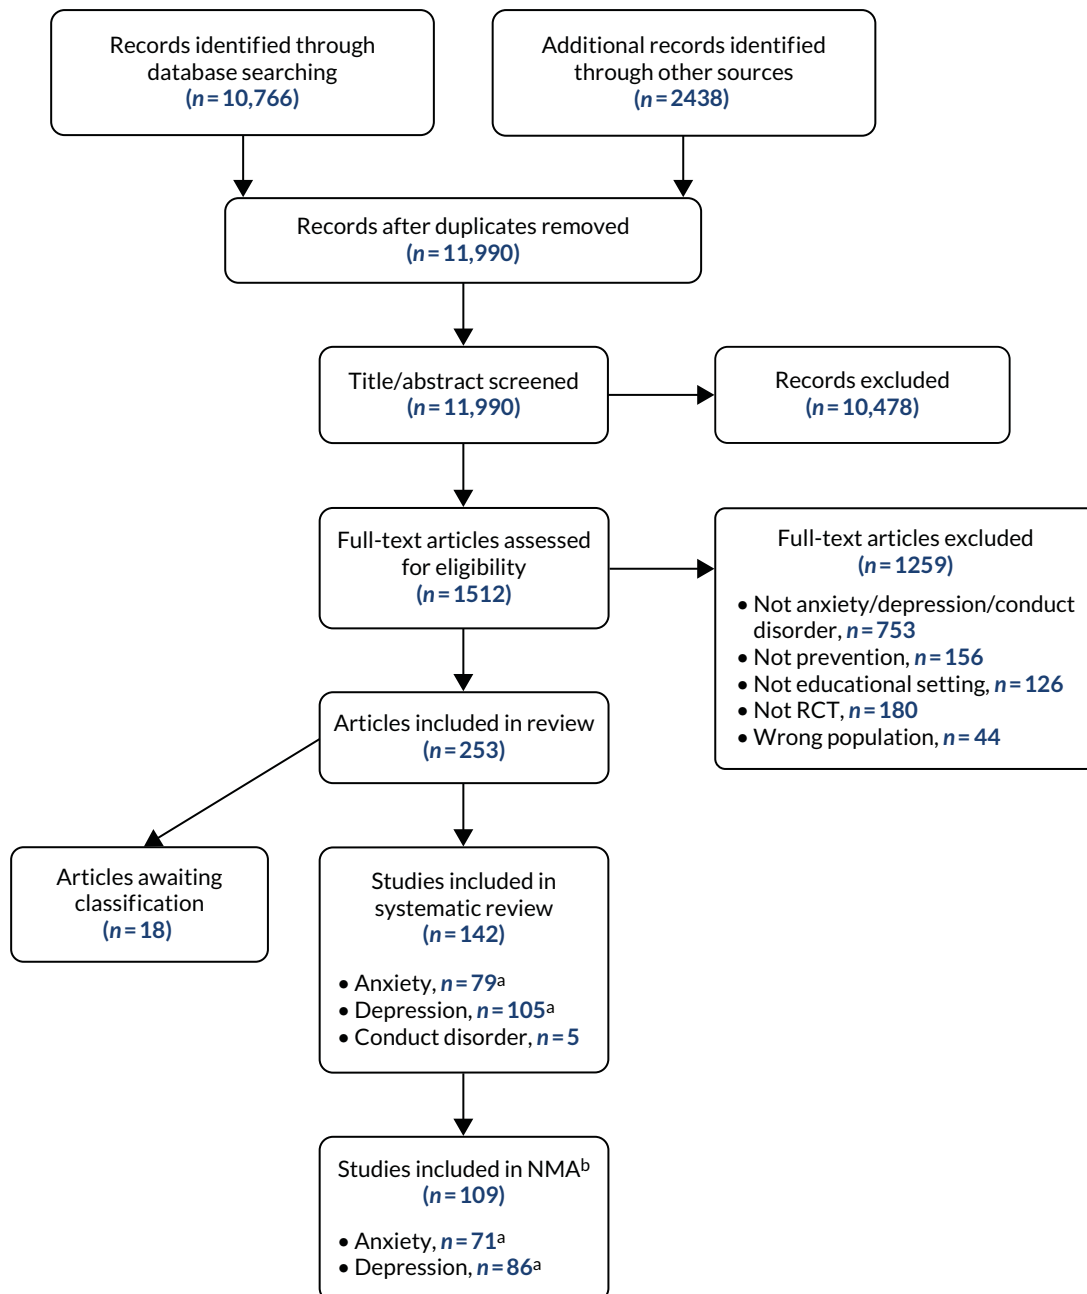 Records identified through
database searching
(n=10,766)
Additional records identified
through other sources
(n=2438)
Records after duplicates removed
(n=11,990)
Title/abstract screened
(n=11,990)
Records excluded
(n=10,478)
Full-text articles assessed
for eligibility
(n=1512)
Full-text articles excluded
(n=1259)
• Not anxiety/depression/conduct
disorder, n=753
• Not prevention, n=156
• Not educational setting, n=126
• Not RCT, n=180
• Wrong population, n=44
Articles included in review
(n=253)
Articles awaiting
classification
(n=18)
Studies included in
systematic review
(n=142)
• Anxiety, n=79a
• Depression, n=105a
• Conduct disorder, n=5
Studies included in NMAb
(n=109)
• Anxiety, n=71a
• Depression, n=86a